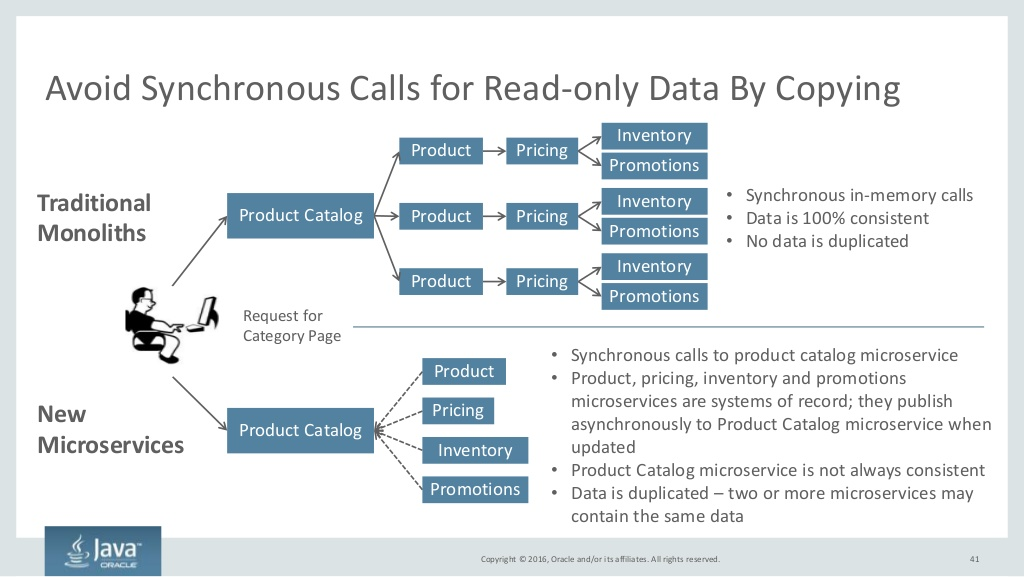 Avoid Synchronous Calls for Read-only Data By Copying
Traditional
Monoliths
Product Catalog
Product
Pricing
Inventory
Promotions
Product
Pricing
Inventory
Promotions
Product
Pricing
Inventory
Promotions
• Synchronous in-memory calls
• Data is 100% consistent
• No data is duplicated
Request for
Category Page
New
Microservices
Product Catalog
Product
Pricing
Inventory
Promotions
• Synchronous calls to product catalog microservice
• Product, pricing, inventory and promotions
microservices are systems of record; they publish
asynchronously to Product Catalog microservice when
updated
• Product Catalog microservice is not always consistent
• Data is duplicated – two or more microservices may
contain the same data
Java™
ORACLE
Copyright © 2016, Oracle and/or its affiliates. All rights reserved.
41